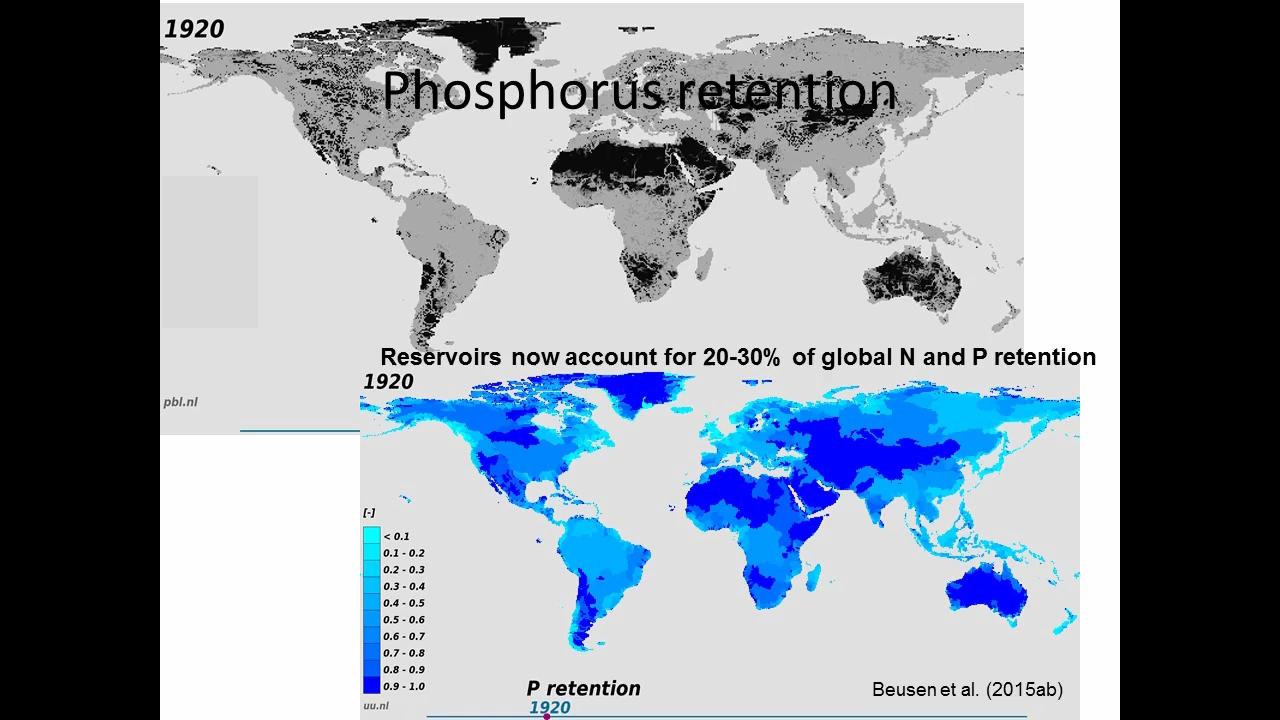 1920
Phosphorus retention
Reservoirs now account for 20-30% of global N and P retention
1920
pbl.nl
[-]
< 0.1
0.1 - 0.2
0.2 - 0.3
0.3 - 0.4
0.4 - 0.5
0.5 - 0.6
0.6 - 0.7
0.7 - 0.8
0.8 - 0.9
0.9 - 1.0
P retention
Beusen et al. (2015ab)
uu.nl
1920